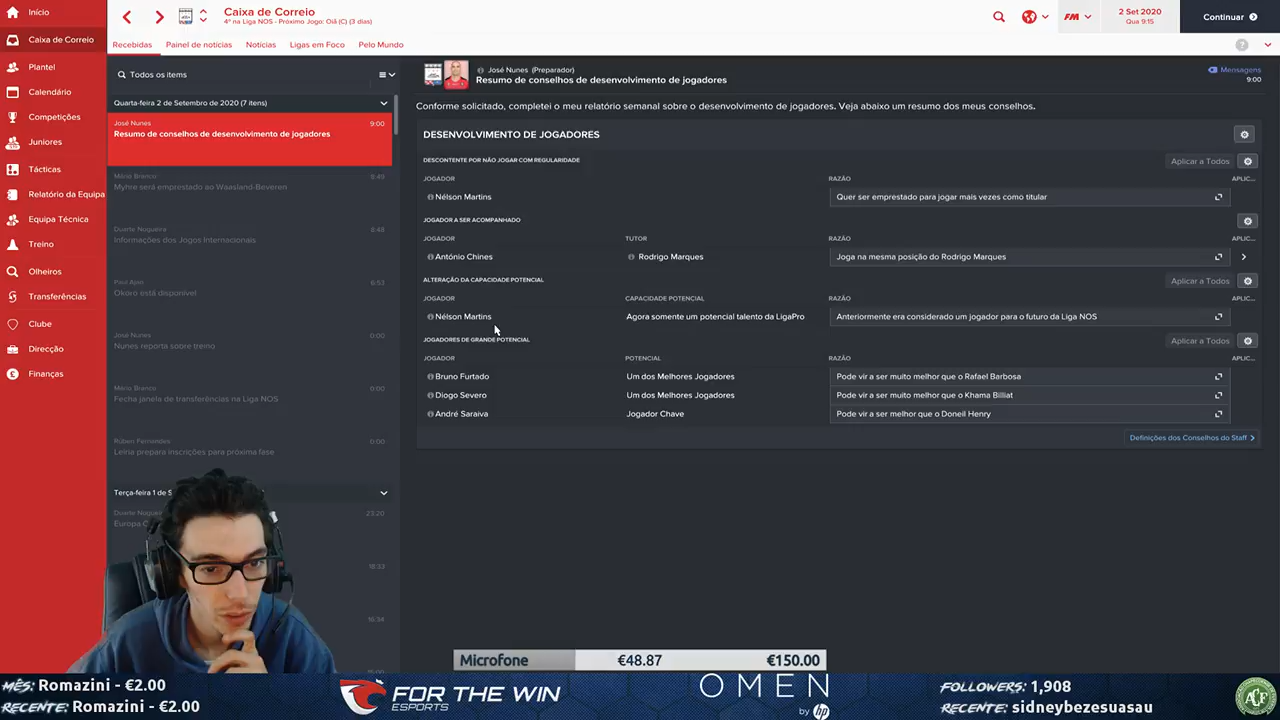 Início
Caixa de Correio
Plantel
Calendário
Competições
Juniores
Tácticas
Relatório da Equipa
Equipa Técnica
Treino
Olheiros
Transferências
Clube
Direcção
Finanças
Caixa de Correio
4º na Liga NOS - Próximo Jogo: Oiã (C) (3 dias)
FM
2 Set 2020
Qua 9:15
Continuar
Recebidas
Painel de notícias
Notícias
Ligas em Foco
Pelo Mundo
Todos os items
Quarta-feira 2 de Setembro de 2020 (7 itens)
José Nunes 9:00
Resumo de conselhos de desenvolvimento de jogadores
Mário Branco 8:49
Myhre será emprestado ao Waasland-Beveren
Duarte Nogueira 8:48
Informações dos Jogos Internacionais
6:53
Okoro está disponível
José Nunes 0:00
Nunes reporta sobre treino
Mário Branco 0:00
Fecha janela de transferências na Liga NOS
Rúben Fernandes 0:00
Leiria prepara inscrições para próxima fase
Terça-feira 1 de S
Duarte Nogue 23:20
Europa C
18:33
16:34
José Nunes (Preparador)
Resumo de conselhos de desenvolvimento de jogadores
Mensagens
9:00
Conforme solicitado, completei o meu relatório semanal sobre o desenvolvimento de jogadores. Veja abaixo um resumo dos meus conselhos.
DESENVOLVIMENTO DE JOGADORES
DESCONTENTE POR NÃO JOGAR COM REGULARIDADE
Aplicar a Todos
JOGADOR RAZÃO APLIC...
Nélson Martins Quer ser emprestado para jogar mais vezes como titular
JOGADOR A SER ACOMPANHADO
JOGADOR TUTOR RAZÃO APLIC...
António Chines Rodrigo Marques Joga na mesma posição do Rodrigo Marques
ALTERAÇÃO DA CAPACIDADE POTENCIAL
Aplicar a Todos
JOGADOR CAPACIDADE POTENCIAL RAZÃO APLIC...
Nélson Martins Agora somente um potencial talento da LigaPro Anteriormente era considerado um jogador para o futuro da Liga NOS
JOGADORES DE GRANDE POTENCIAL
Aplicar a Todos
JOGADOR POTENCIAL RAZÃO APLIC...
Bruno Furtado Um dos Melhores Jogadores Pode vir a ser muito melhor que o Rafael Barbosa
Diogo Severo Um dos Melhores Jogadores Pode vir a ser muito melhor que o Khama Billiat
André Saraiva Jogador Chave Pode vir a ser melhor que o Doneil Henry
Definições dos Conselhos do Staff
Microfone €48.87 €150.00
MÊS: Romazini - €2.00
RECENTE: Romazini - €2.00
FOR THE WIN
ESPORTS
OMEN
by hp
FOLLOWERS: 1,908
RECENTE: sidneybezesuasau